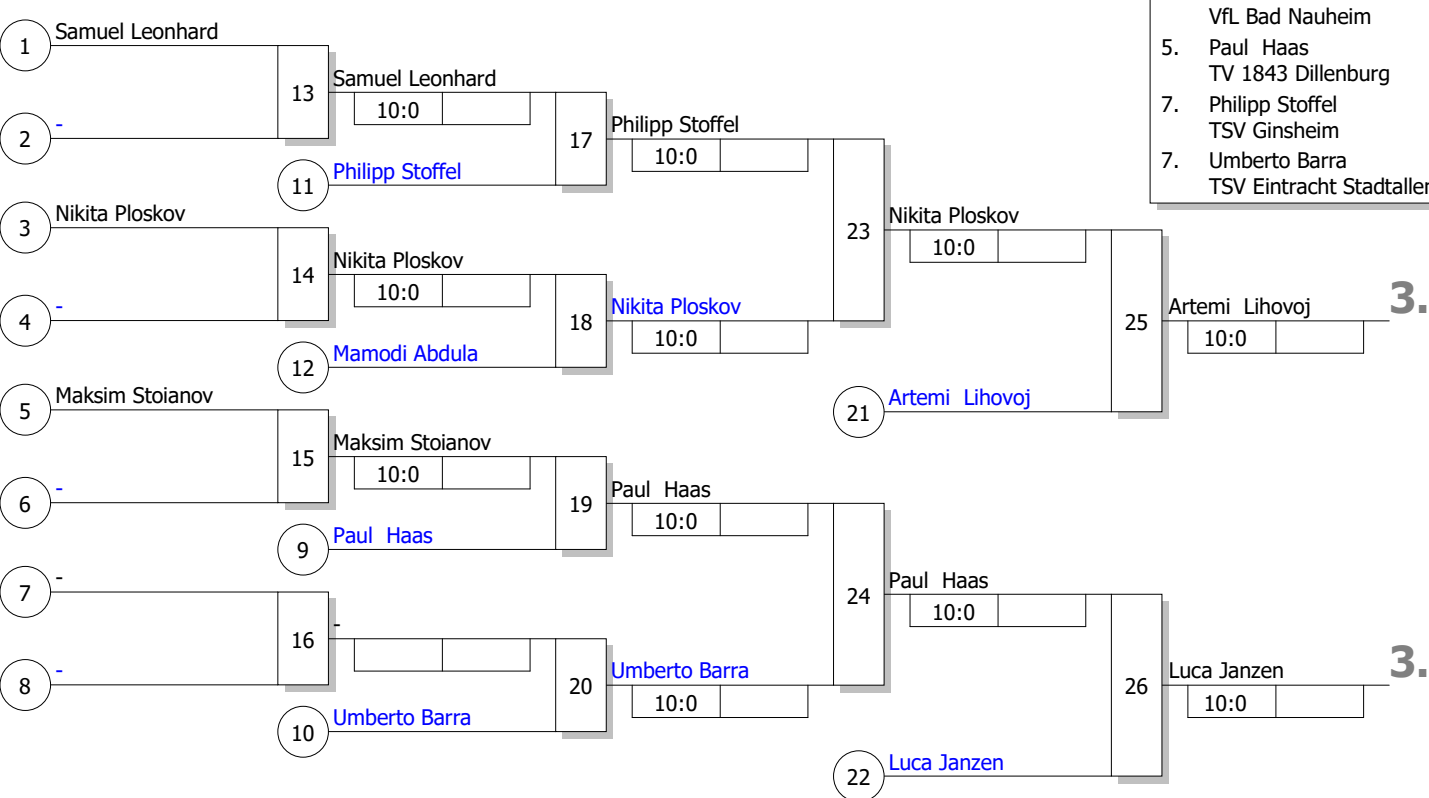 VfL Bad Nauheim
5. Paul Haas
TV 1843 Dillenburg
7. Philipp Stoffel
TSV Ginsheim
7. Umberto Barra
TSV Eintracht Stadtaller
1 Samuel Leonhard
2 -
13
Samuel Leonhard
10:0
11 Philipp Stoffel
17
Philipp Stoffel
10:0
3 Nikita Ploskov
4 -
14
Nikita Ploskov
10:0
12 Mamodi Abdula
18
Nikita Ploskov
10:0
23
Nikita Ploskov
10:0
21 Artemi Lihovoj
25
Artemi Lihovoj
10:0
3.
5 Maksim Stoianov
6 -
15
Maksim Stoianov
10:0
9 Paul Haas
19
Paul Haas
10:0
7 -
8 -
16
-
10 Umberto Barra
20
Umberto Barra
10:0
24
Paul Haas
10:0
22 Luca Janzen
26
Luca Janzen
10:0
3.